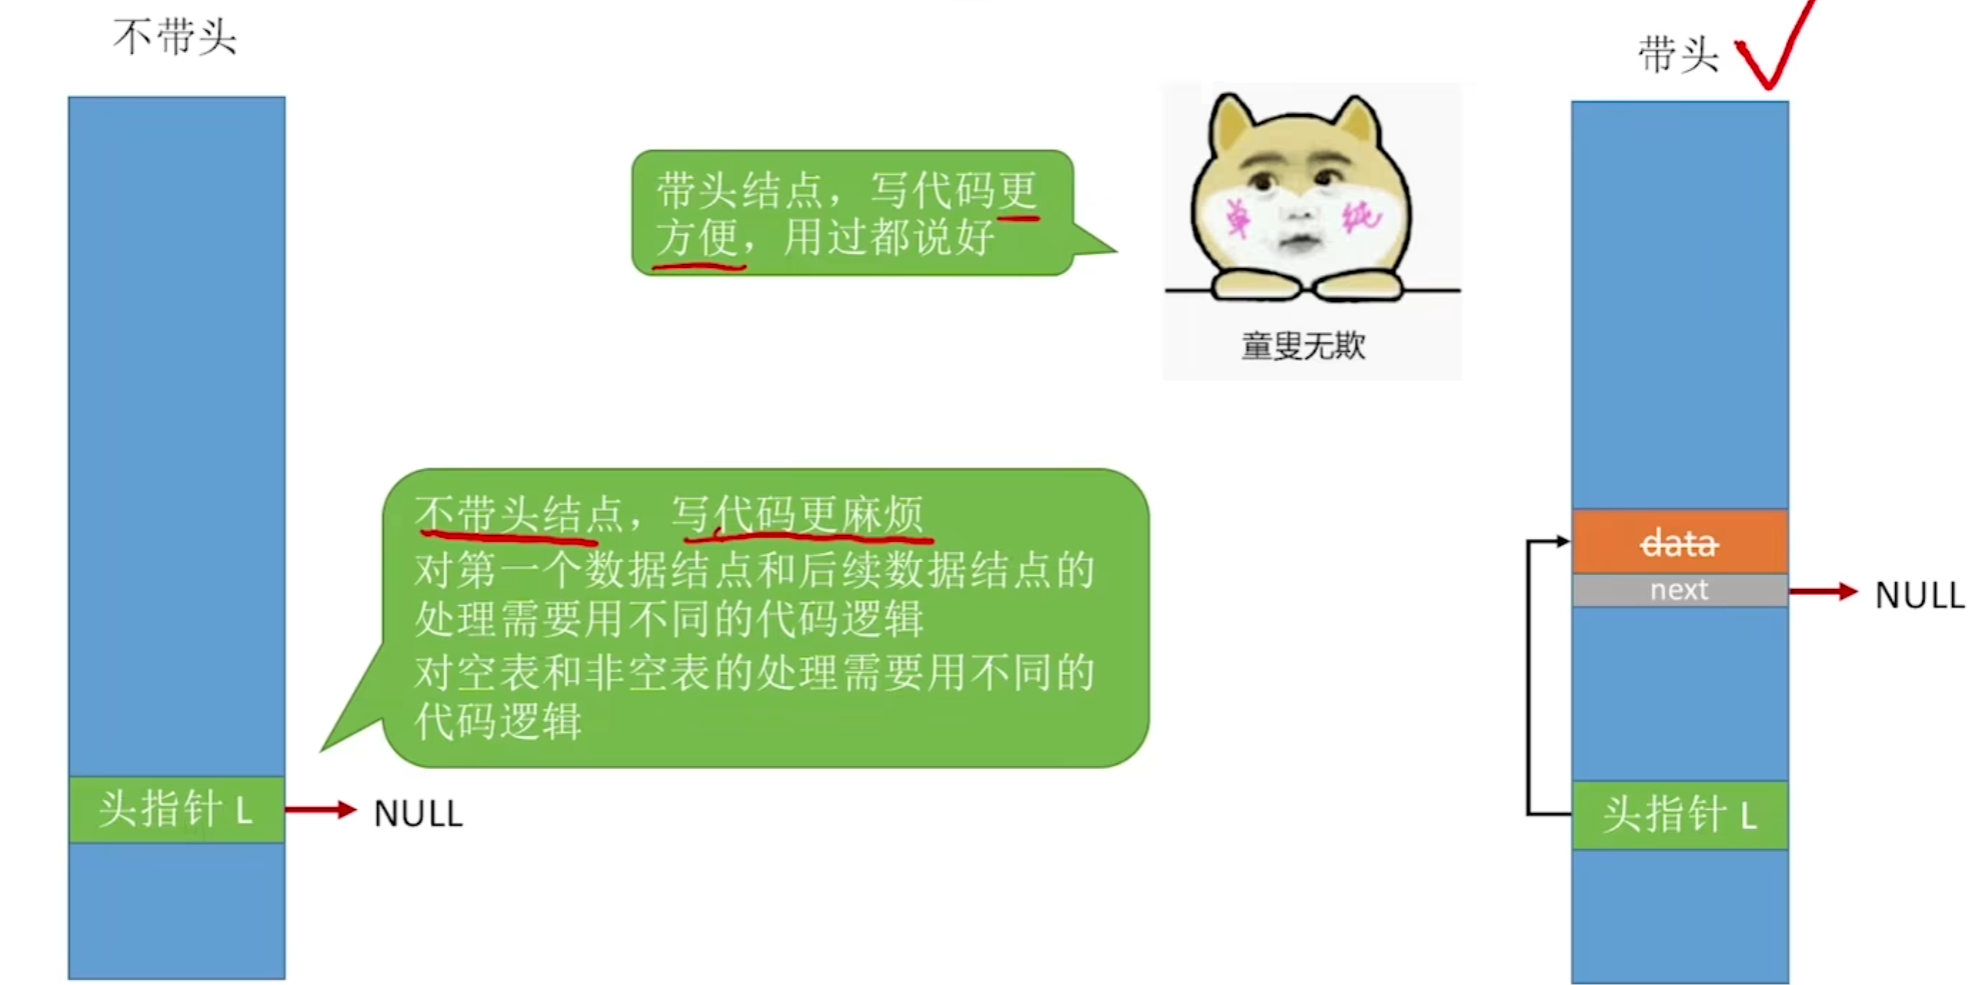 不带头
带头
带头结点，写代码更
方便，用过都说好
单 纯
童叟无欺
不带头结点，写代码更麻烦
对第一个数据结点和后续数据结点的
处理需要用不同的代码逻辑
对空表和非空表的处理需要用不同的
代码逻辑
头指针 L
NULL
data
next
NULL
头指针 L